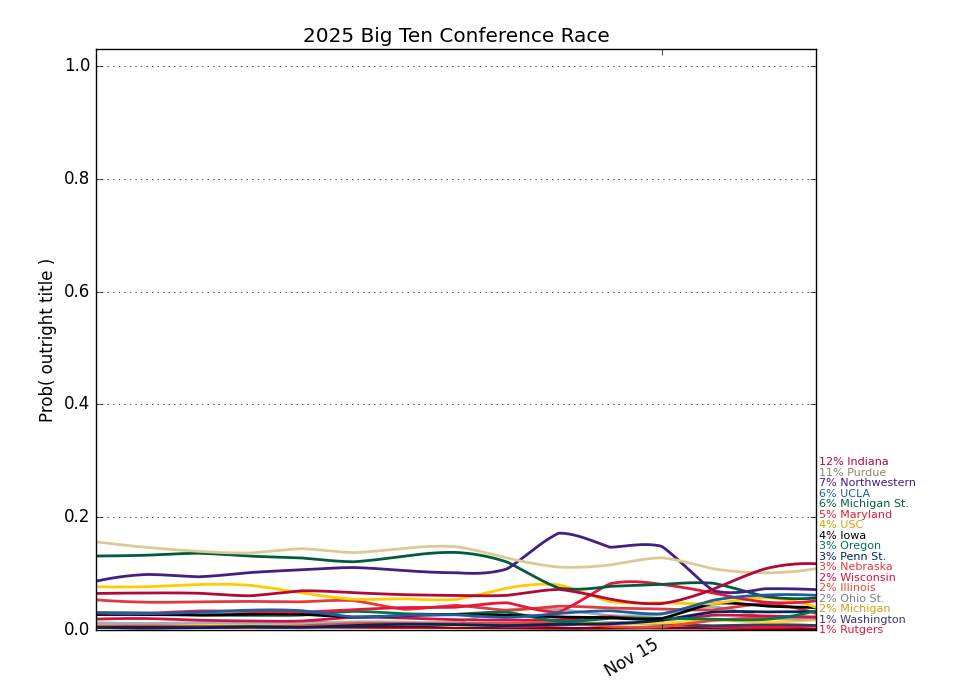 2025 Big Ten Conference Race
Prob( outright title )
1.0
0.8
0.6
0.4
0.2
0.0
Nov 15
12% Indiana
11% Purdue
7% Northwestern
6% UCLA
6% Michigan St.
5% Maryland
4% USC
4% Iowa
3% Oregon
3% Penn St.
3% Nebraska
2% Wisconsin
2% Illinois
2% Ohio St.
2% Michigan
1% Washington
1% Rutgers